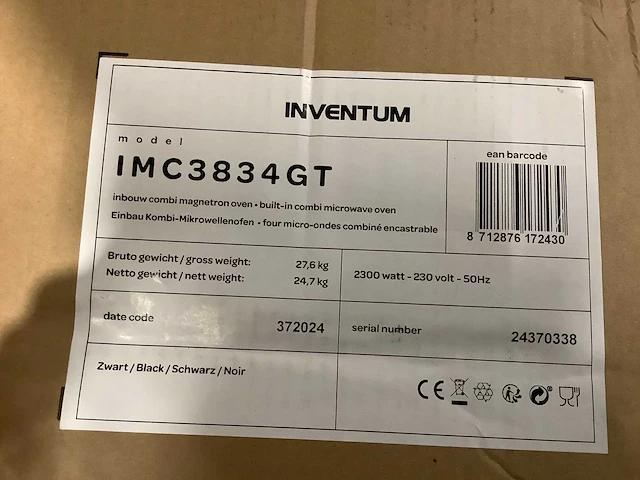 INVENTUM
model
IMC3834GT
inbouw combi magnetron oven • built-in combi microwave oven
Einbau Kombi-Mikrowellenofen • four micro-ondes combiné encastrable
ean barcode
8 712876 172430
Bruto gewicht / gross weight: 27,6 kg
Netto gewicht / nett weight: 24,7 kg
2300 watt - 230 volt - 50Hz
date code 372024
serial number 24370338
Zwart / Black / Schwarz / Noir
CE